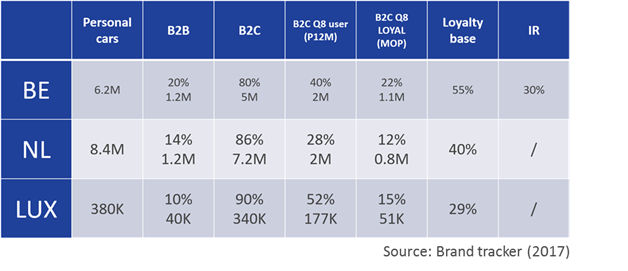 Personal cars
B2B
B2C
B2C Q8 user (P12M)
B2C Q8 LOYAL (MOP)
Loyalty base
IR
BE
6.2M
20%
1.2M
80%
5M
40%
2M
22%
1.1M
55%
30%
NL
8.4M
14%
1.2M
86%
7.2M
28%
2M
12%
0.8M
40%
/
LUX
380K
10%
40K
90%
340K
52%
177K
15%
51K
29%
/
Source: Brand tracker (2017)